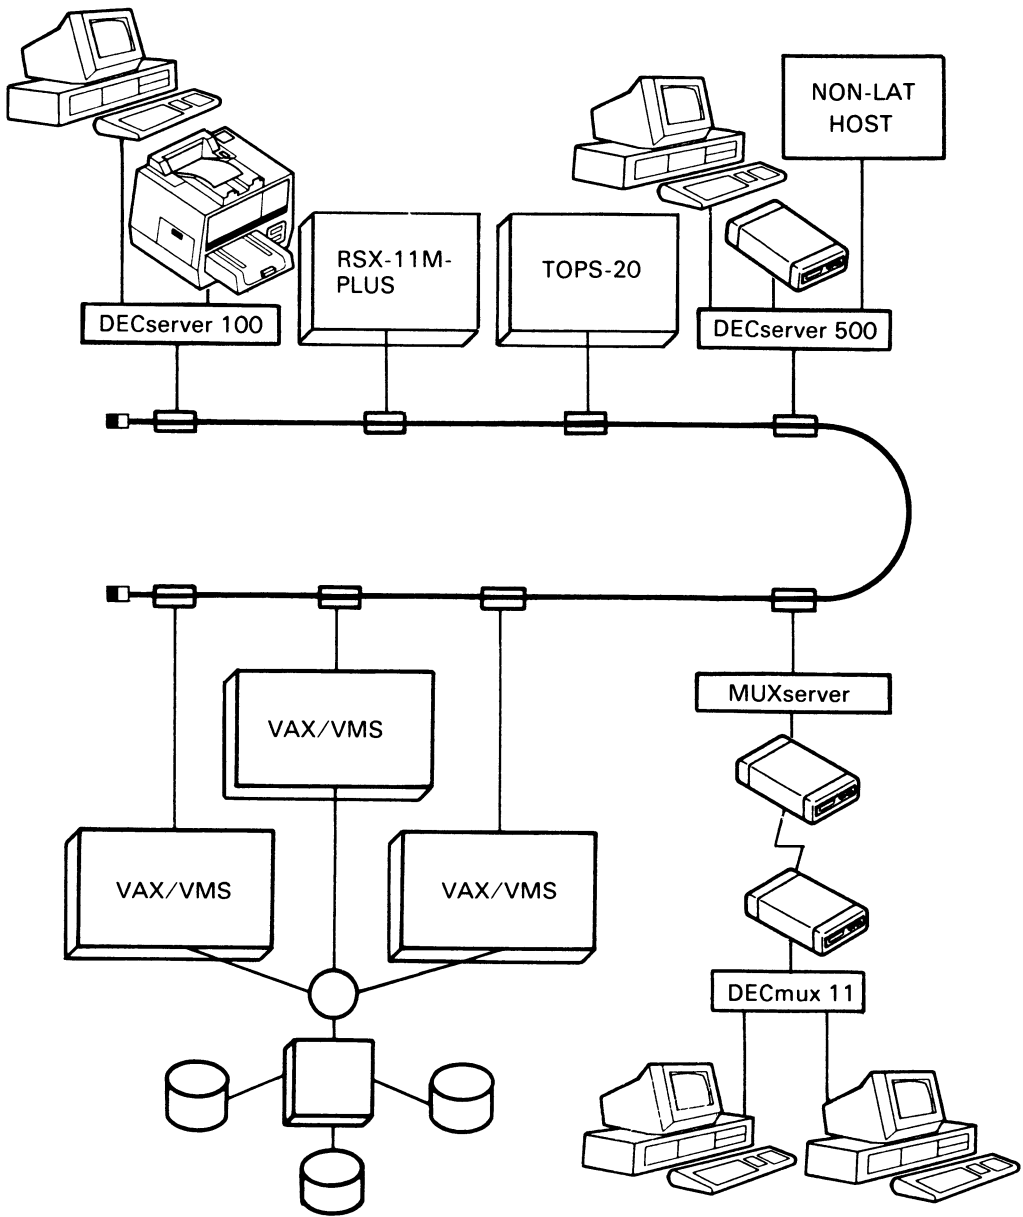 NON-LAT
HOST
RSX-11M-
PLUS
TOPS-20
DECserver 100
DECserver 500
MUXserver
VAX/VMS
VAX/VMS
VAX/VMS
DECmux 11